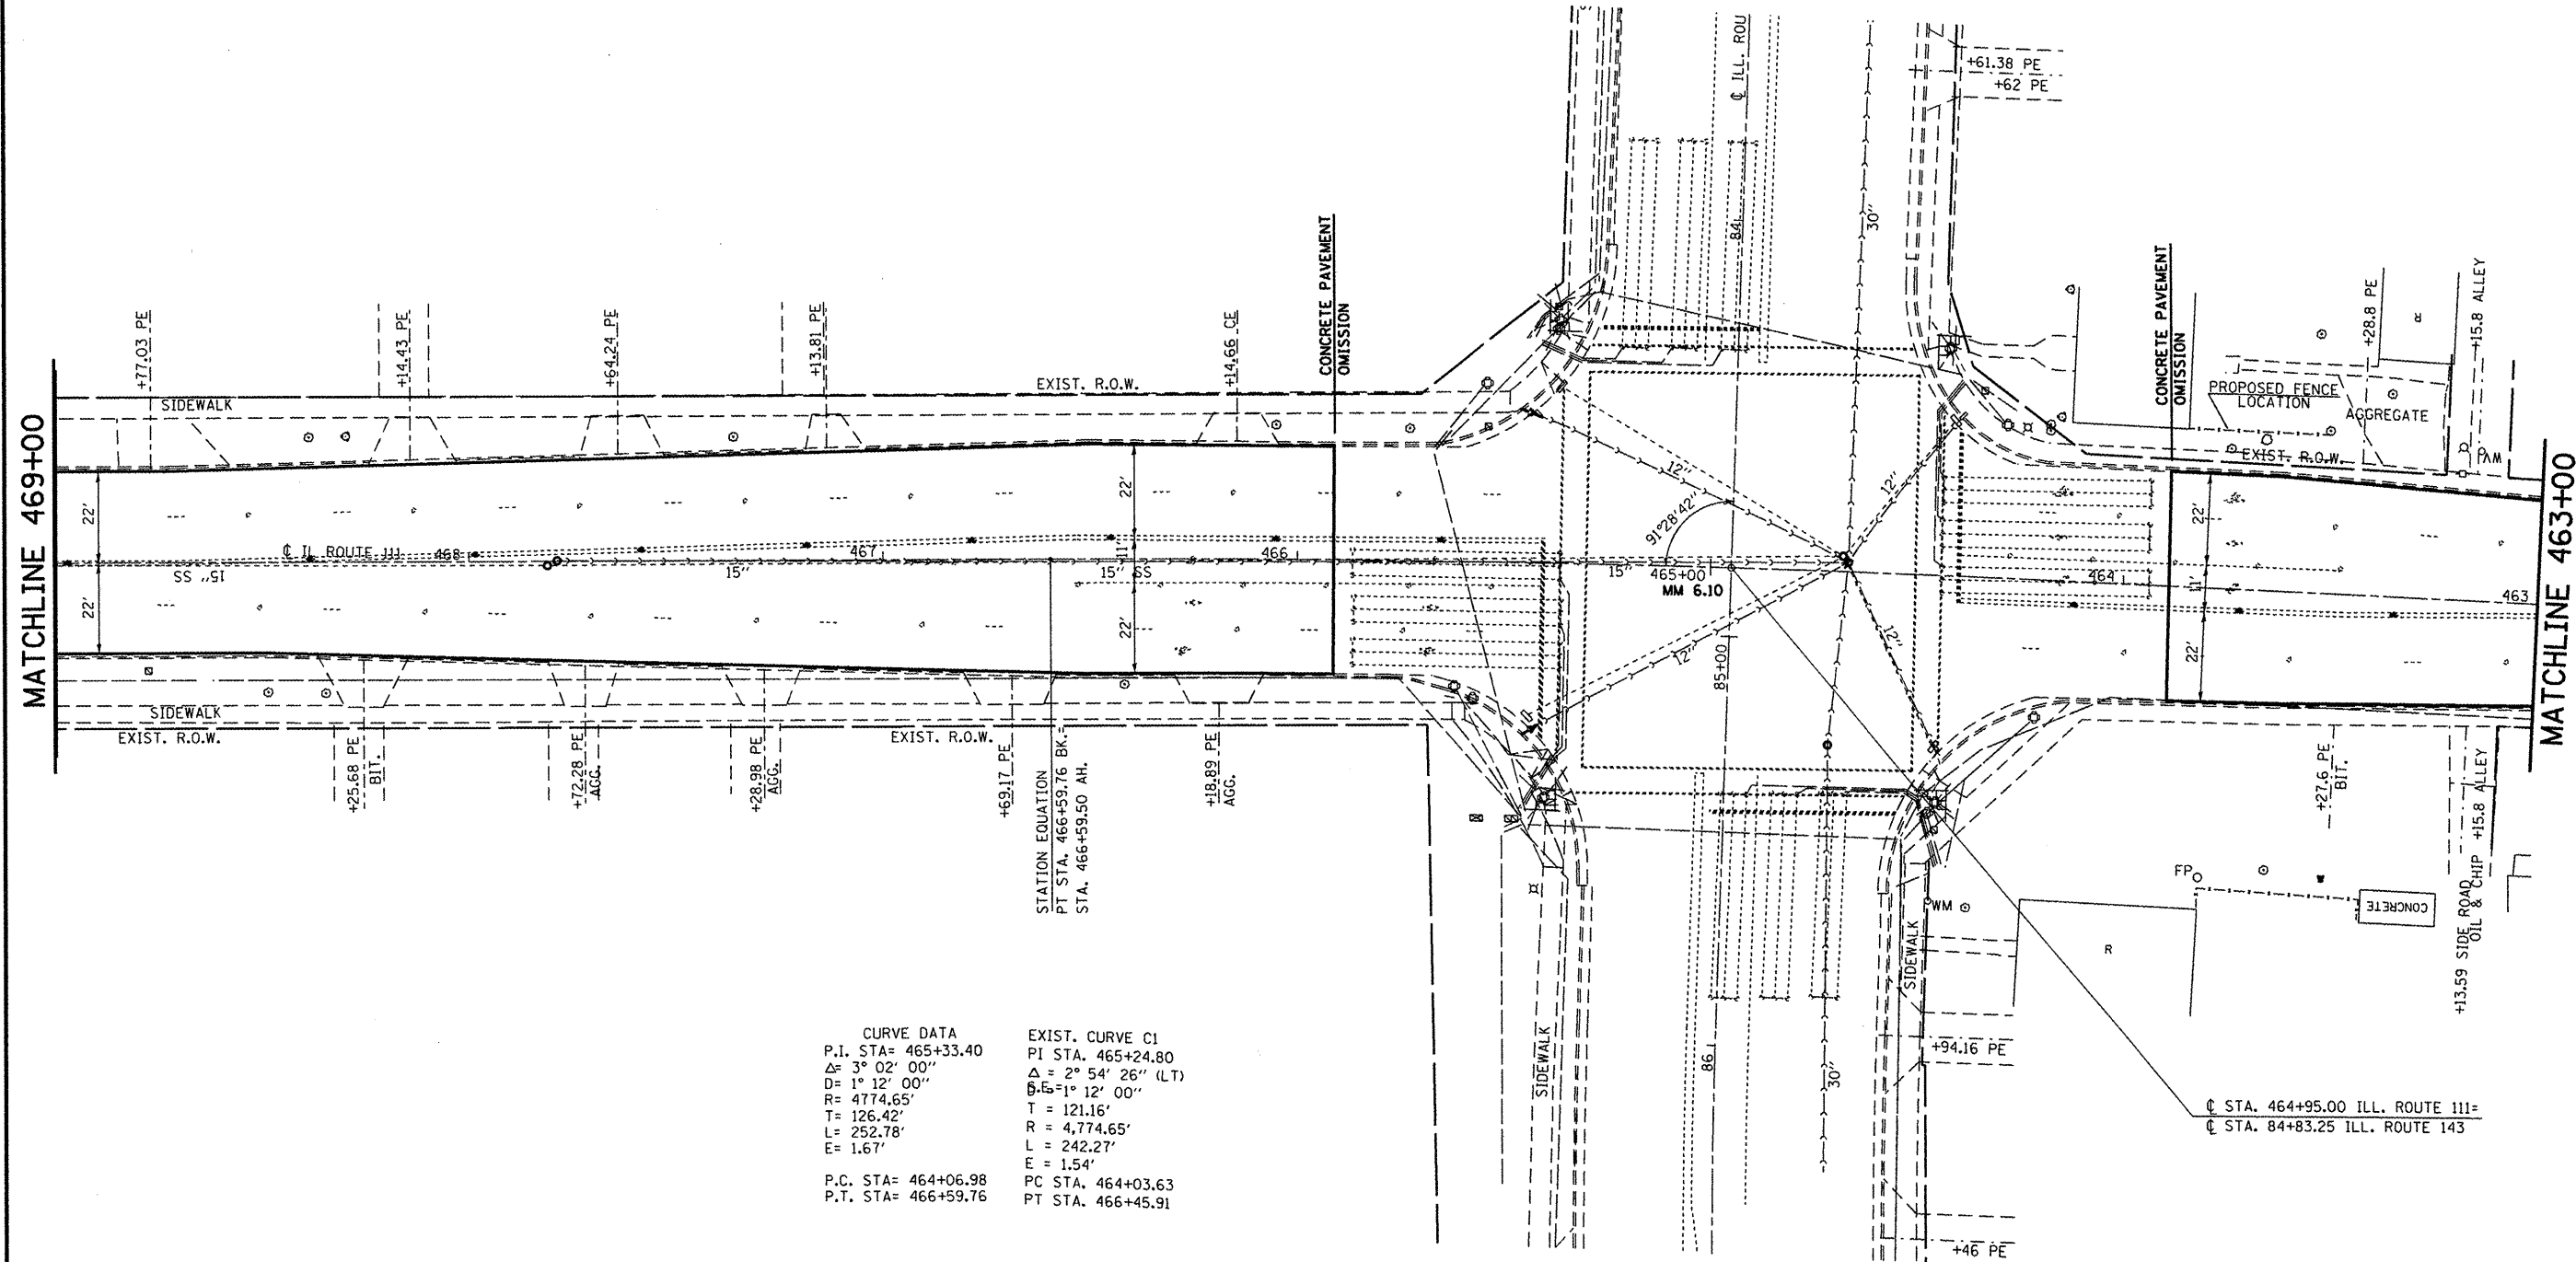 MATCHLINE 469+00
+77.03 PE
+14.43 PE
+64.24 PE
+13.81 PE
+14.66 CE
EXIST. R.O.W.
SIDEWALK
CONCRETE PAVEMENT
OMISSION
℄ ILL. ROU
84
30"
+61.38 PE
+62 PE
CONCRETE PAVEMENT
OMISSION
+28.8 PE
+15.8 ALLEY
PROPOSED FENCE
LOCATION
AGGREGATE
EXIST. R.O.W.
WV
MATCHLINE 463+00
22'
22'
℄ IL ROUTE 111
468
15" SS
15"
467
22'
11'
22'
15" SS
466
15"
465+00
MM 6.10
91°28'42"
12"
12"
12"
12"
85+00
464
463
22'
11'
22'
SIDEWALK
EXIST. R.O.W.
EXIST. R.O.W.
+25.68 PE
BIT.
+72.28 PE
AGG.
+28.98 PE
AGG.
+69.17 PE
STATION EQUATION
PT STA. 466+59.76 BK.=
STA. 466+59.50 AH.
+18.89 PE
AGG.
+27.6 PE
BIT.
+13.59 SIDE ROAD
OIL & CHIP
+15.8 ALLEY
FP
CONCRETE
WM
R
SIDEWALK
SIDEWALK
86
30"
+94.16 PE
+46 PE
℄ STA. 464+95.00 ILL. ROUTE 111=
℄ STA. 84+83.25 ILL. ROUTE 143
CURVE DATA
P.I. STA= 465+33.40
Δ= 3° 02' 00"
D= 1° 12' 00"
R= 4774.65'
T= 126.42'
L= 252.78'
E= 1.67'
P.C. STA= 464+06.98
P.T. STA= 466+59.76
EXIST. CURVE C1
PI STA. 465+24.80
Δ = 2° 54' 26" (LT)
1° 12' 00"
T = 121.16'
R = 4,774.65'
L = 242.27'
E = 1.54'
PC STA. 464+03.63
PT STA. 466+45.91